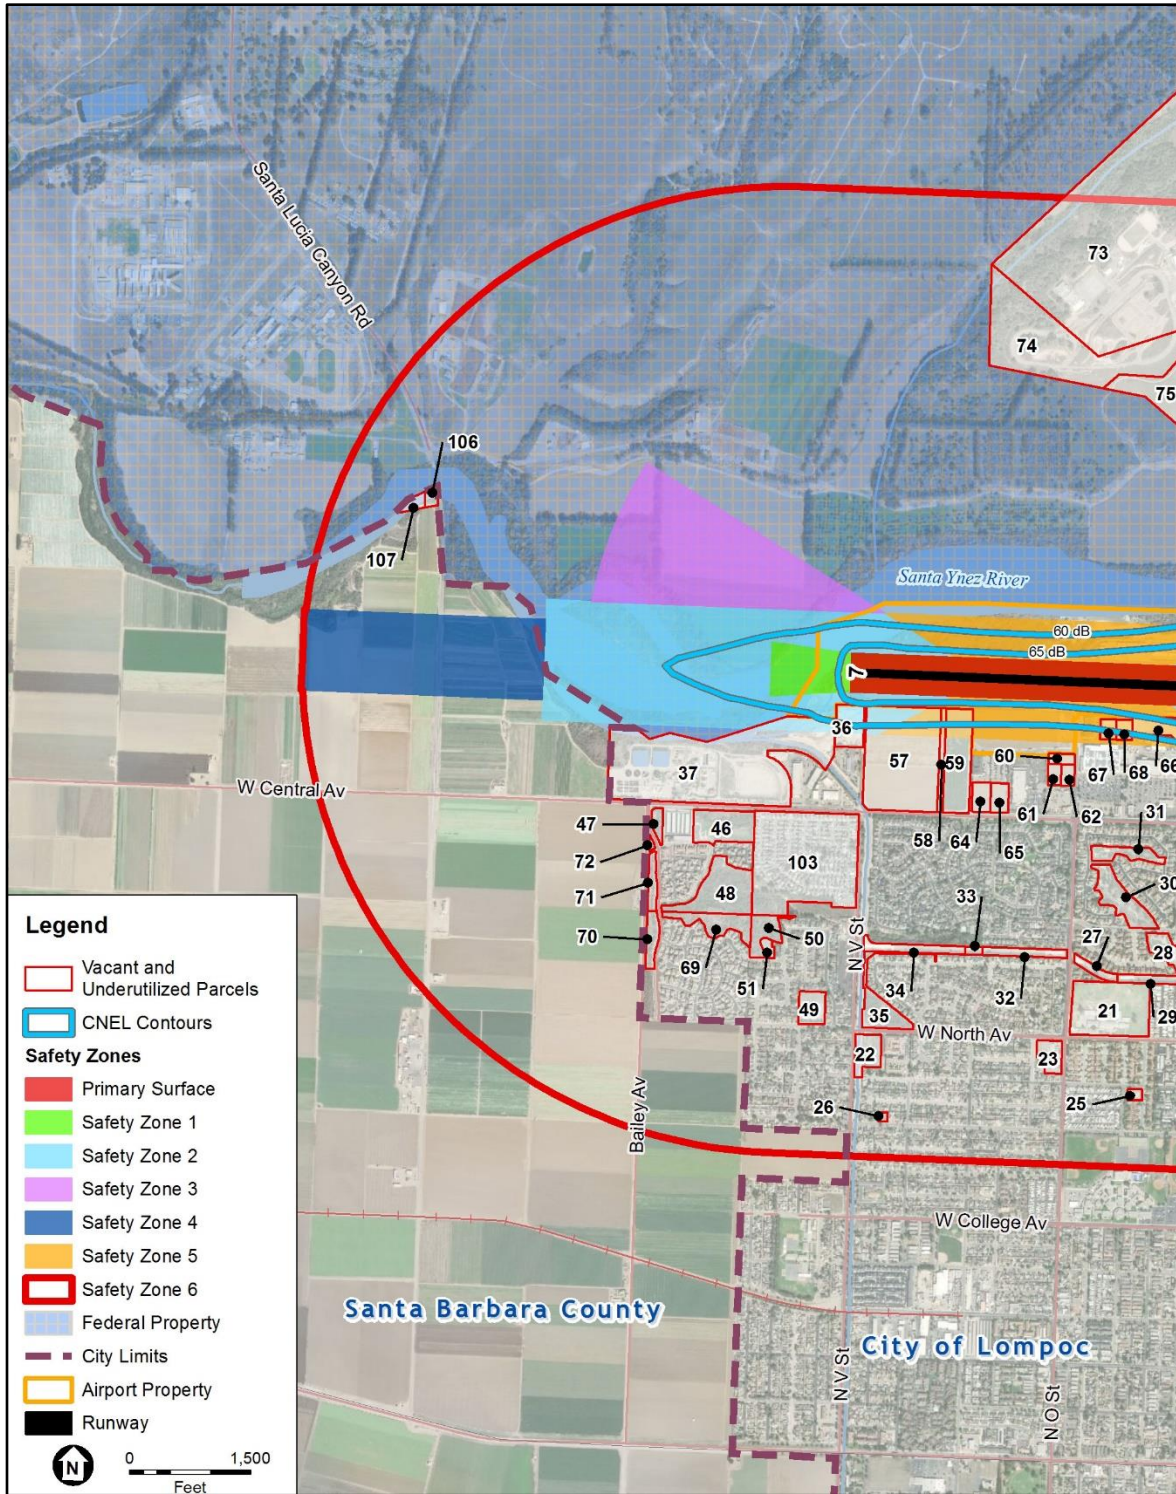 Santa Lucia Canyon Rd
73
74
75
106
107
Santa Ynez River
60 dB
65 dB
7
36
37
57
59
60
67
68
66
W Central Av
61
62
58
64
65
31
47
46
72
103
71
48
33
30
70
50
27
28
69
51
N V St
34
32
49
35
21
29
W North Av
22
23
26
25
Bailey Av
W College Av
Santa Barbara County
City of Lompoc
N V St
N O St
Legend
Vacant and
Underutilized Parcels
CNEL Contours
Safety Zones
Primary Surface
Safety Zone 1
Safety Zone 2
Safety Zone 3
Safety Zone 4
Safety Zone 5
Safety Zone 6
Federal Property
City Limits
Airport Property
Runway
N
0 1,500
Feet